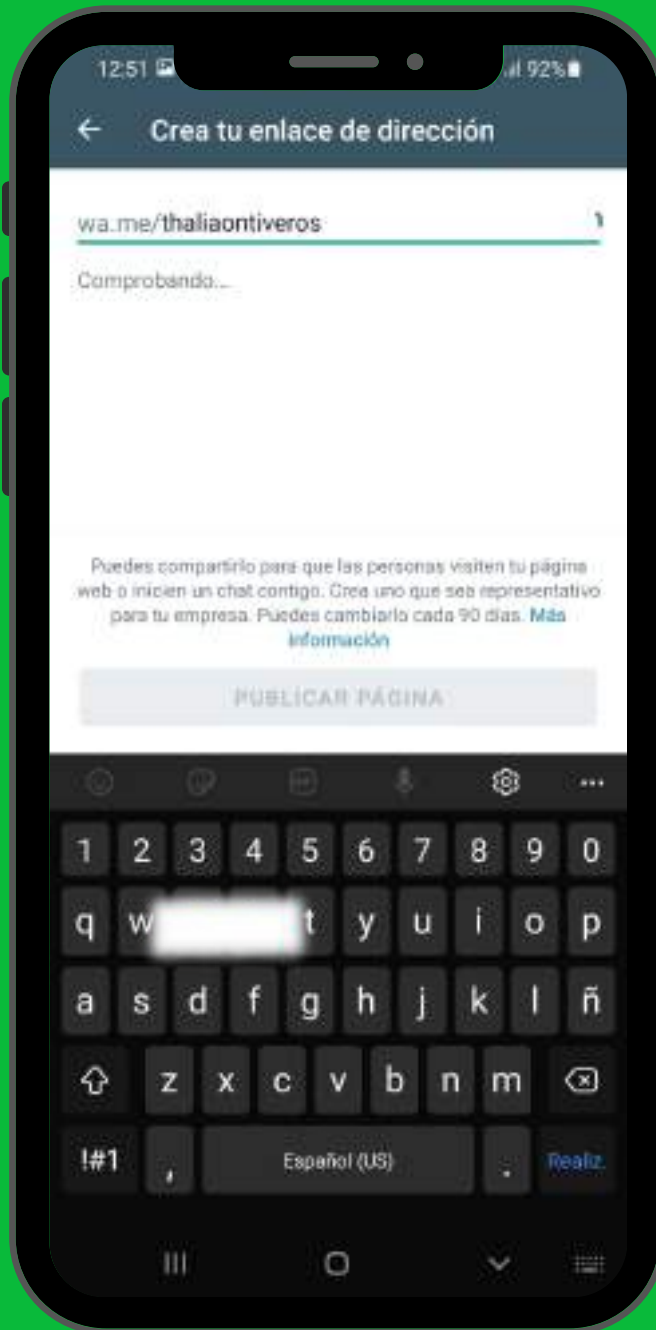 12:51 92%
Crea tu enlace de dirección
wa.me/thaliaontiveros
Comprobando...
Puedes compartirlo para que las personas visiten tu página
web o inicien un chat contigo. Crea uno que sea representativo
para tu empresa. Puedes cambiarlo cada 90 días. Más
información
PUBLICAR PÁGINA
1 2 3 4 5 6 7 8 9 0
q w t y u i o p
a s d f g h j k l ñ
z x c v b n m
!#1 , Español (US) . Realiz.